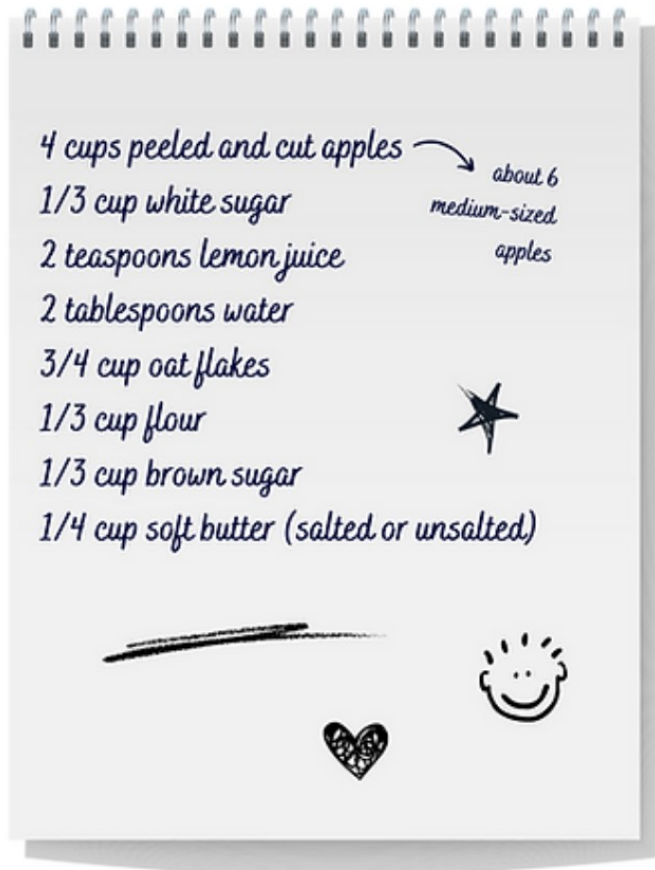 4 cups peeled and cut apples
about 6
medium-sized
apples
1/3 cup white sugar
2 teaspoons lemon juice
2 tablespoons water
3/4 cup oat flakes
1/3 cup flour
1/3 cup brown sugar
1/4 cup soft butter (salted or unsalted)